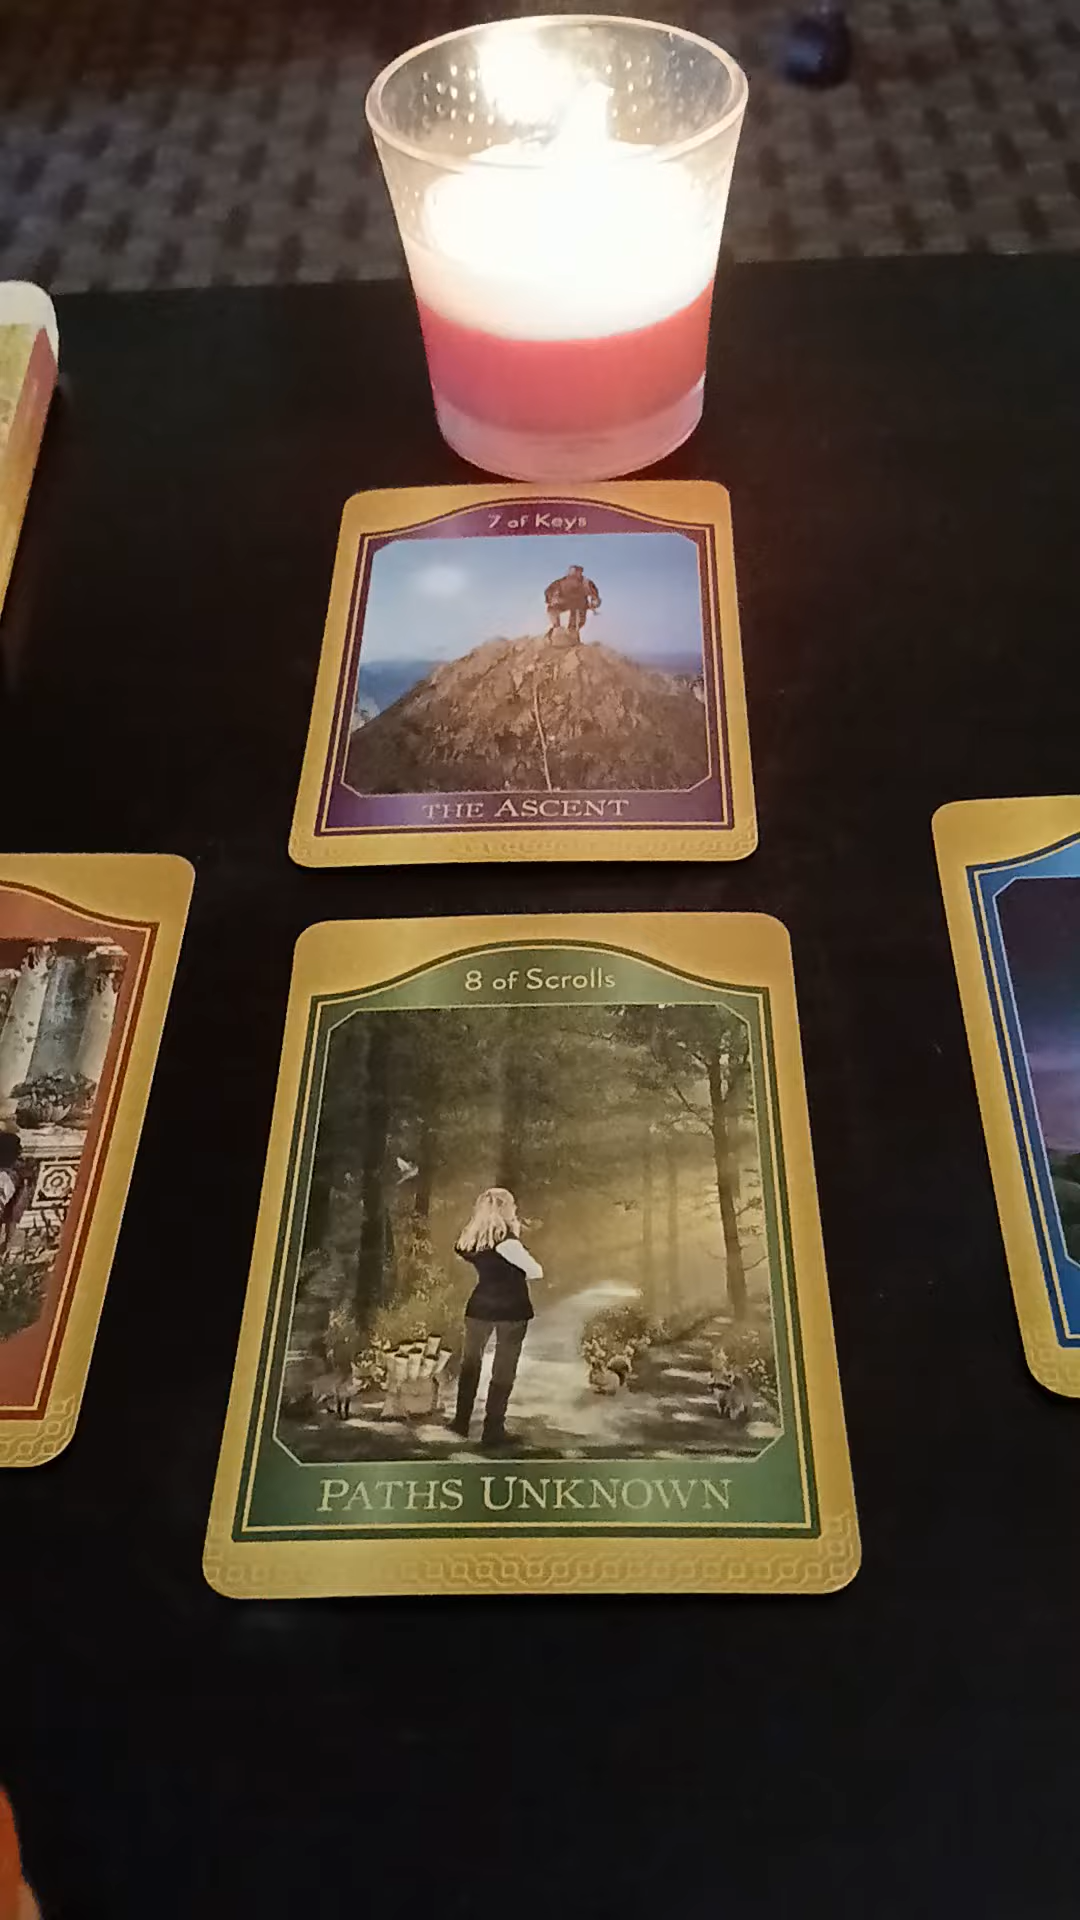 7 of Keys
THE ASCENT
8 of Scrolls
PATHS UNKNOWN